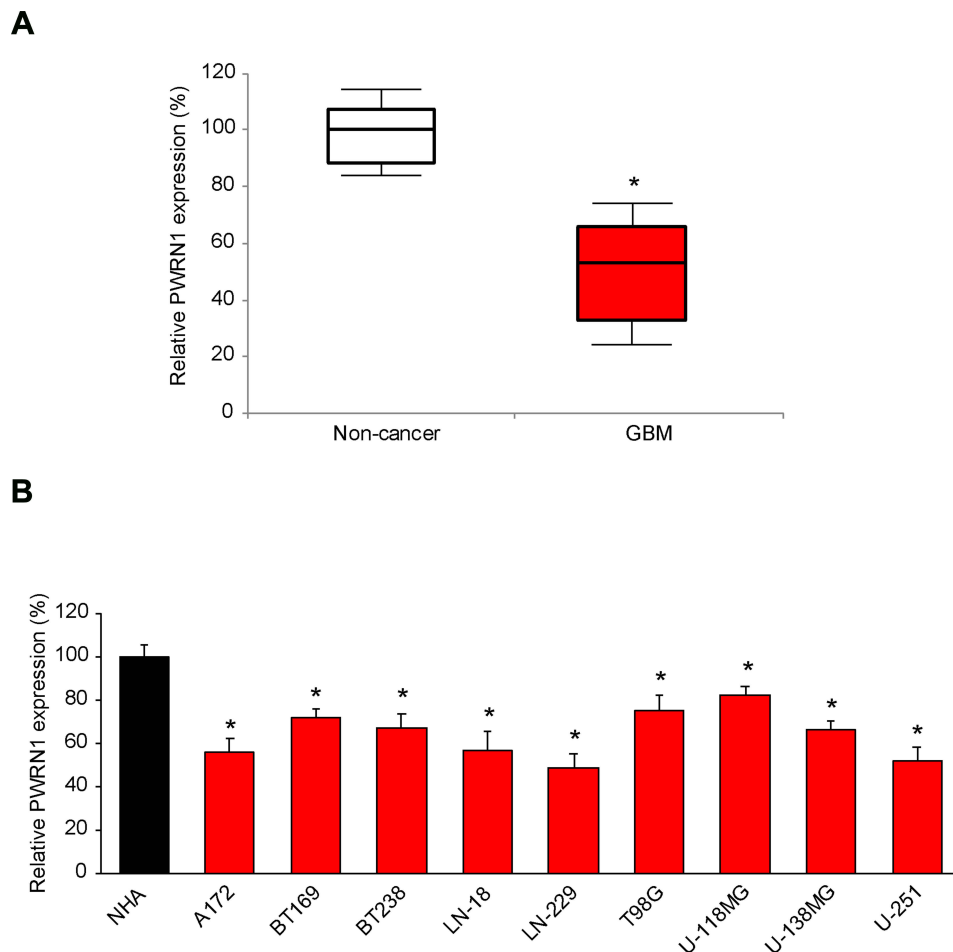 A
Relative PWRN1 expression (%)
120
100
80
60
40
20
0
*
Non-cancer
GBM
B
Relative PWRN1 expression (%)
120
100
80
60
40
20
0
* * * * * * * * *
NHA
A172
BT169
BT238
LN-18
LN-229
T98G
U-118MG
U-138MG
U-251